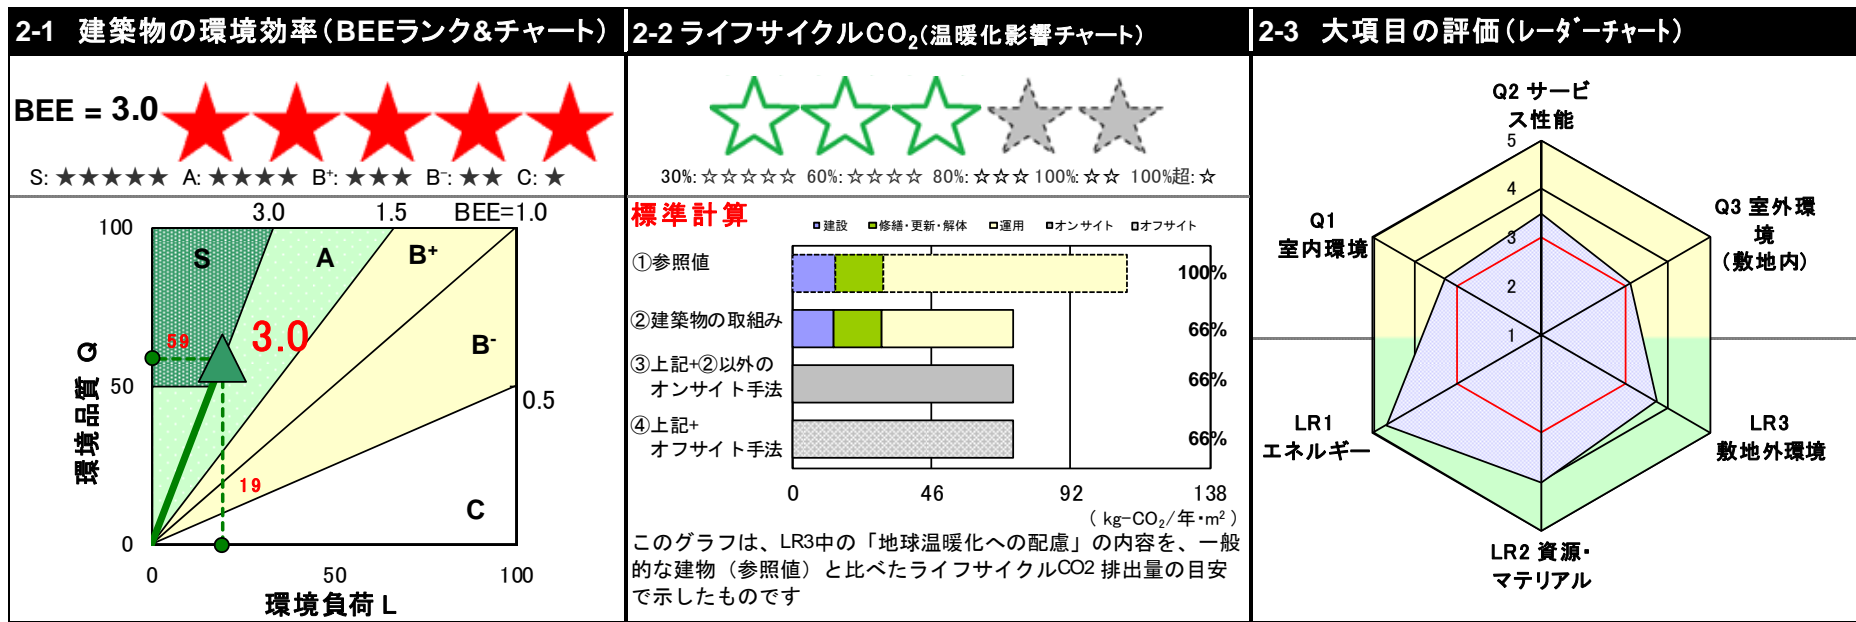 2-1 建築物の環境効率(BEEランク&チャート)
BEE = 3.0
S: ★★★★★ A: ★★★★ B+: ★★★ B-: ★★ C: ★
3.0 1.5 BEE=1.0
100
S A B+
59
3.0
B-
50
0.5
19
C
0
0 50 100
環境品質 Q
環境負荷 L
2-2 ライフサイクルCO2(温暖化影響チャート)
30%: ☆☆☆☆☆ 60%: ☆☆☆☆ 80%: ☆☆☆ 100%: ☆☆ 100%超: ☆
標準計算
建設 修繕・更新・解体 運用 オンサイト オフサイト
①参照値 100%
②建築物の取組み 66%
③上記+②以外の
オンサイト手法 66%
④上記+
オフサイト手法 66%
0 46 92 138
( kg-CO2/年・m2 )
このグラフは、LR3中の「地球温暖化への配慮」の内容を、一般
的な建物(参照値)と比べたライフサイクルCO2 排出量の目安
で示したものです
2-3 大項目の評価(レーダーチャート)
Q2 サービ
ス性能
5
4
3
2
1
Q1
室内環境
Q3 室外環
境
(敷地内)
LR1
エネルギー
LR3
敷地外環境
LR2 資源・
マテリアル